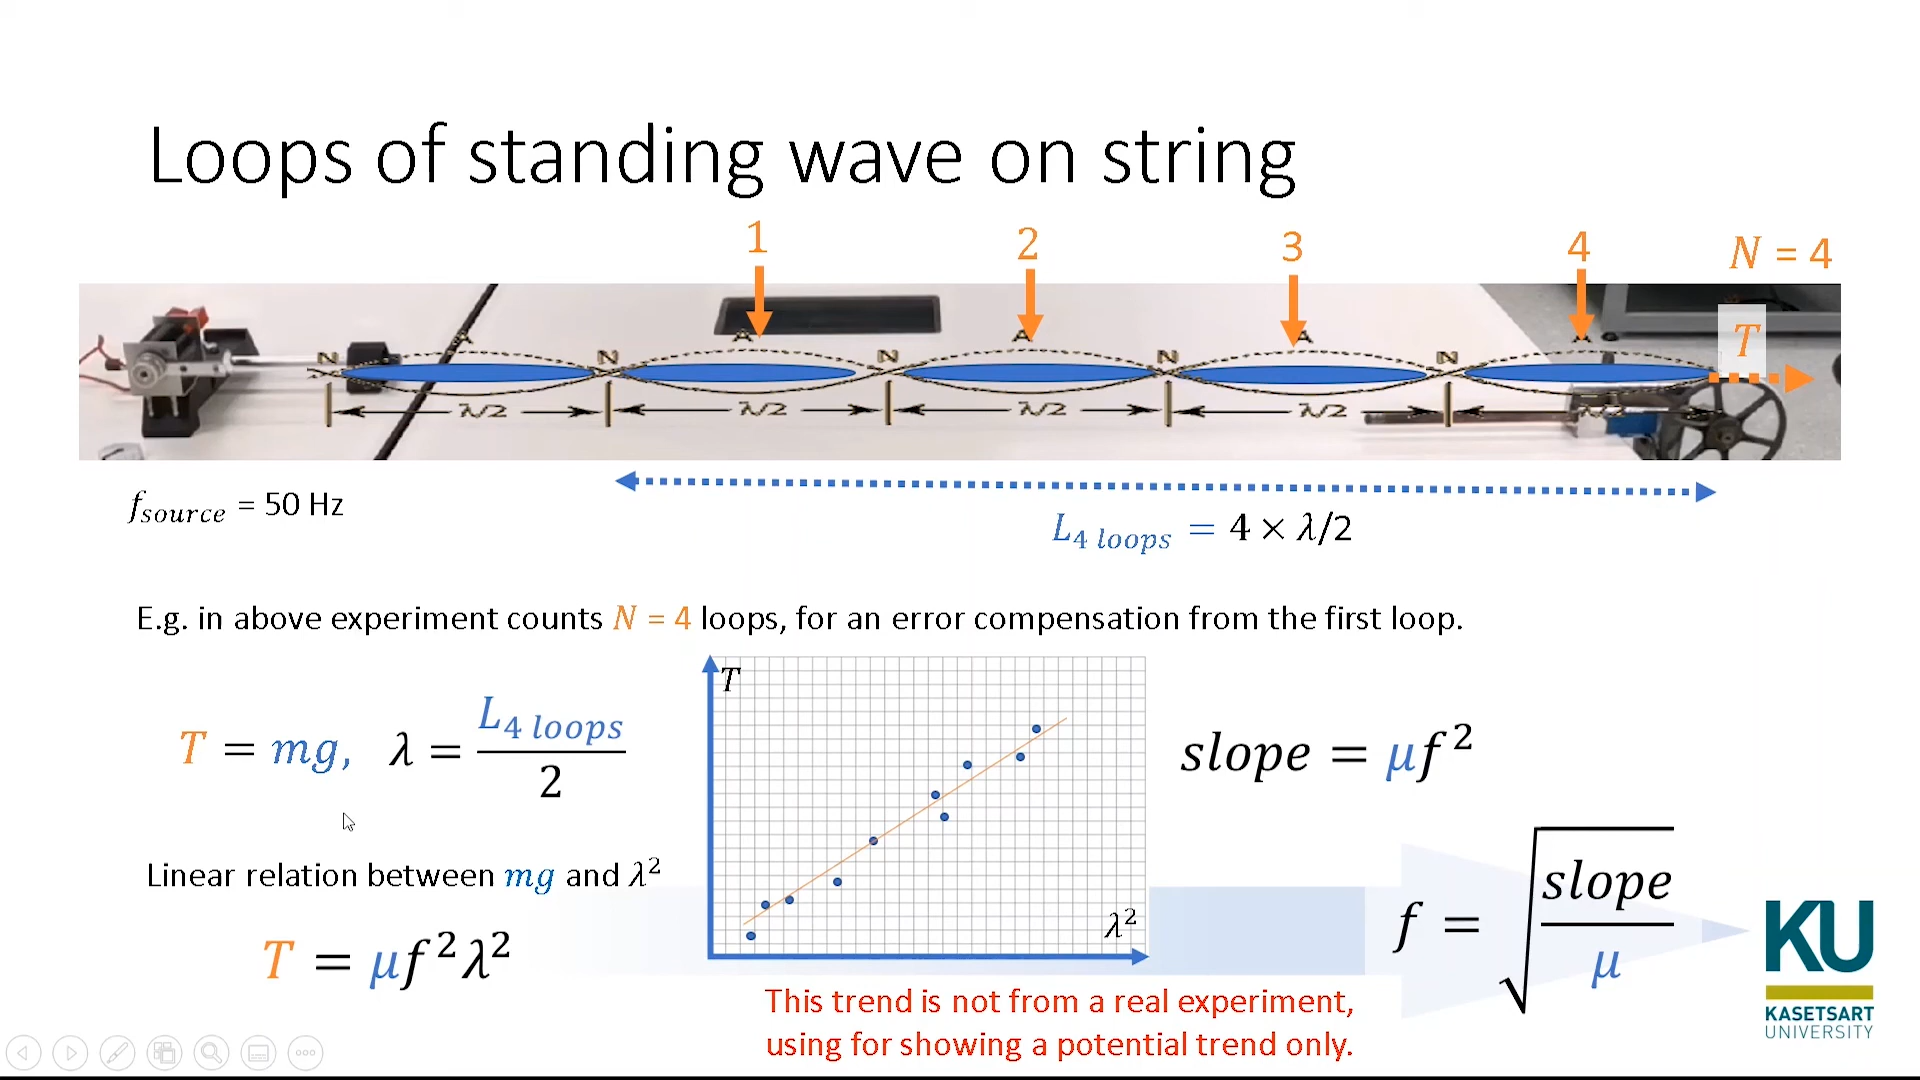 Loops of standing wave on string
1 2 3 4 N = 4
T
A A A A A
N N N N N
λ/2 λ/2 λ/2 λ/2 λ/2
f_source = 50 Hz
L_4 loops = 4 × λ/2
E.g. in above experiment counts N = 4 loops, for an error compensation from the first loop.
T = mg, λ = L_4 loops / 2
Linear relation between mg and λ²
T = μf²λ²
T
λ²
This trend is not from a real experiment,
using for showing a potential trend only.
slope = μf²
f = √(slope / μ)
KU
KASETSART
UNIVERSITY